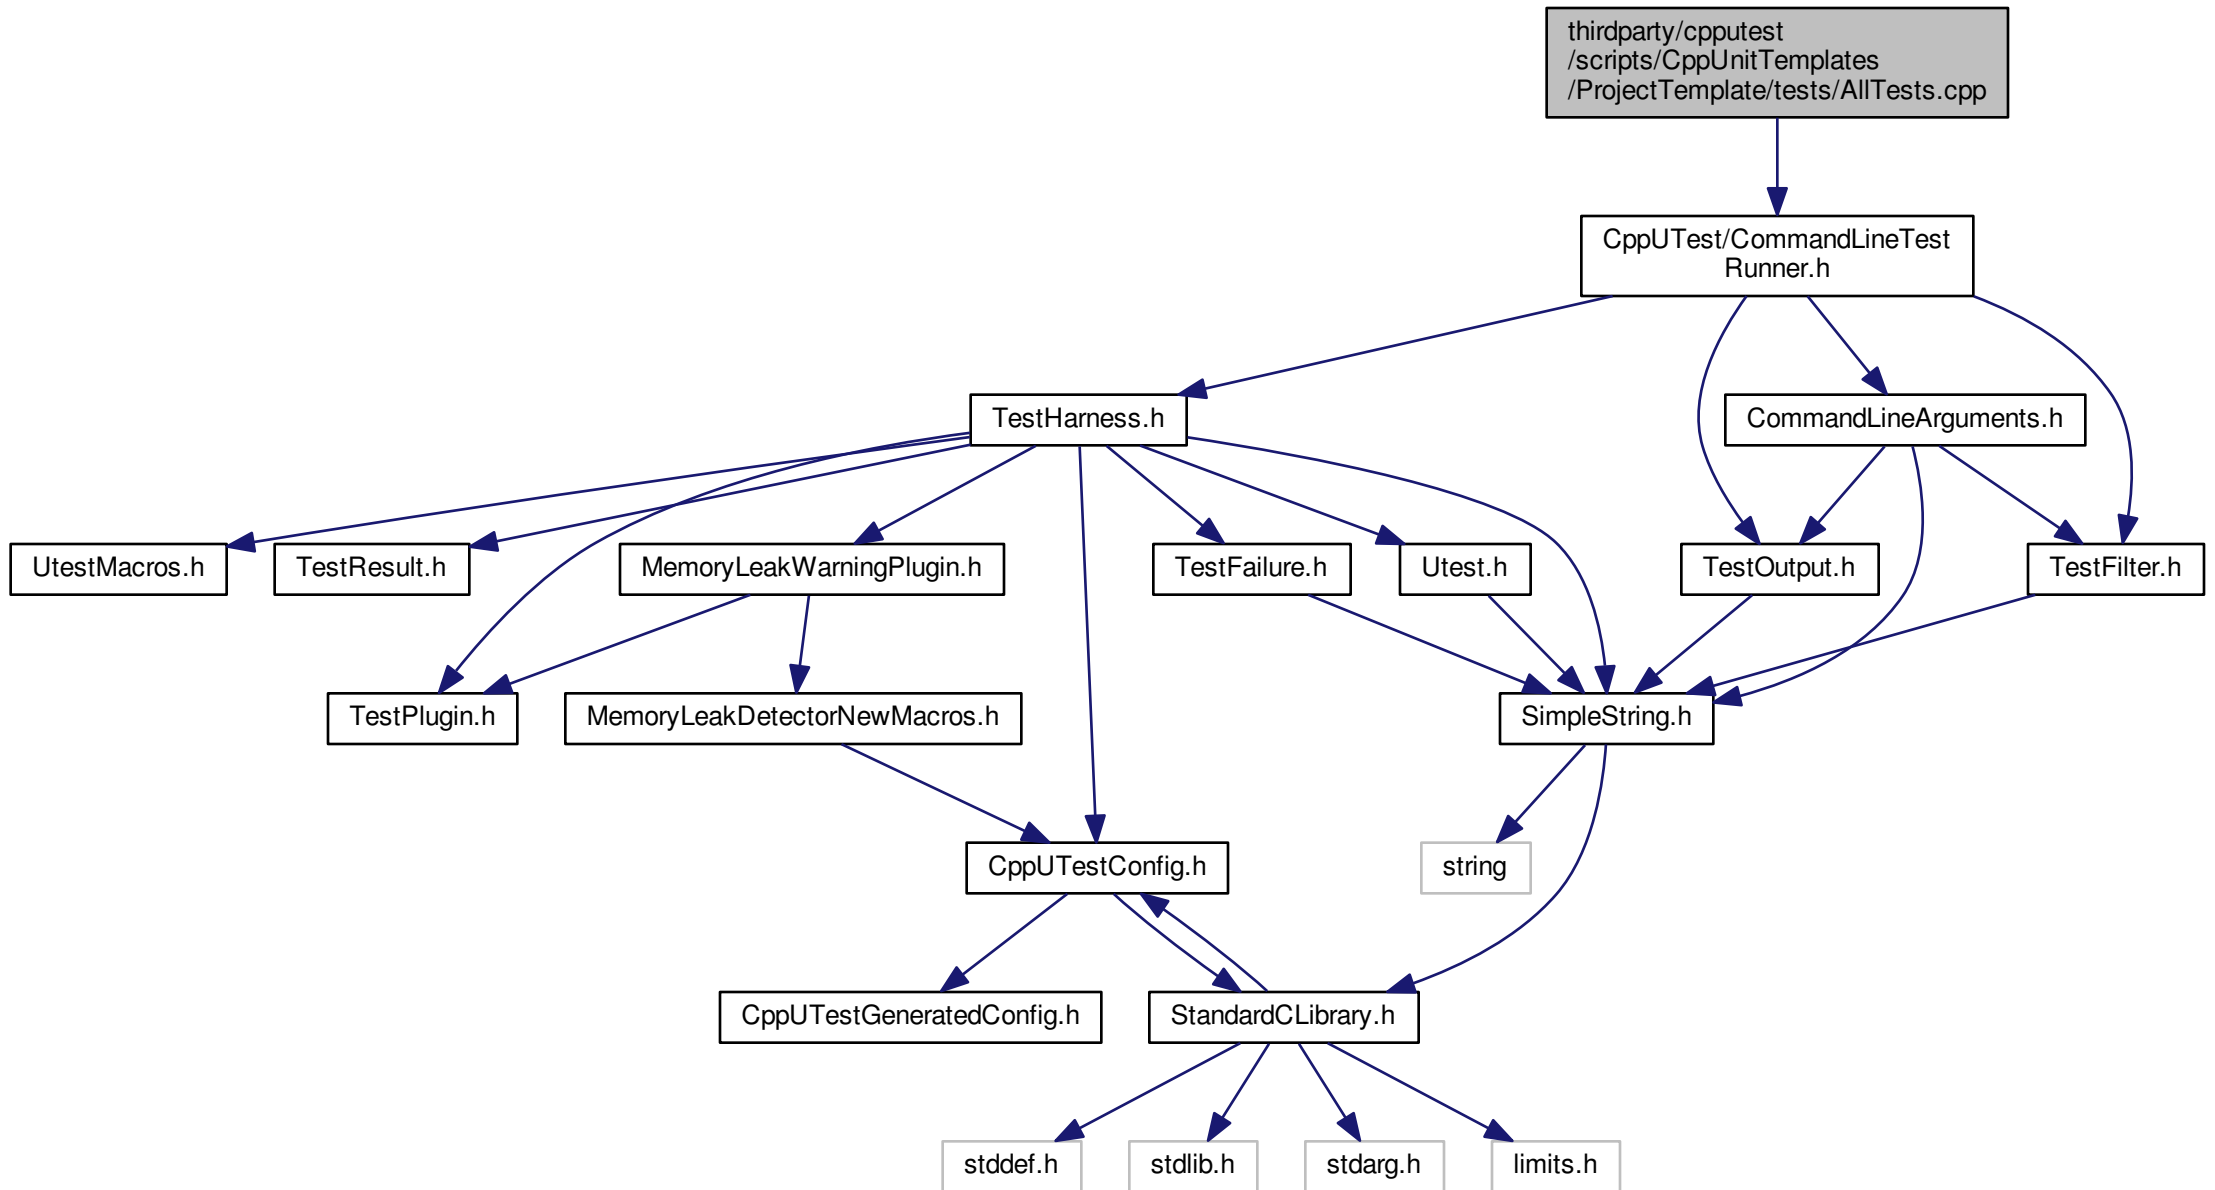 thirdparty/cpputest
/scripts/CppUnitTemplates
/ProjectTemplate/tests/AllTests.cpp
CppUTest/CommandLineTest
Runner.h
TestHarness.h
CommandLineArguments.h
UtestMacros.h
TestResult.h
MemoryLeakWarningPlugin.h
TestFailure.h
Utest.h
TestOutput.h
TestFilter.h
TestPlugin.h
MemoryLeakDetectorNewMacros.h
SimpleString.h
CppUTestConfig.h
string
CppUTestGeneratedConfig.h
StandardCLibrary.h
stddef.h
stdlib.h
stdarg.h
limits.h